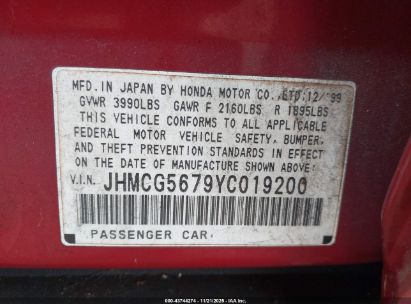 MFD. IN JAPAN BY HONDA MOTOR CO.,LTD.;12/'99
GVWR 3990LBS GAWR F 2160LBS R 1895LBS
THIS VEHICLE CONFORMS TO ALL APPLICABLE
FEDERAL MOTOR VEHICLE SAFETY, BUMPER,
AND THEFT PREVENTION STANDARDS IN EFFECT
ON THE DATE OF MANUFACTURE SHOWN ABOVE:
V.I.N. JHMCG5679YC019200
PASSENGER CAR.